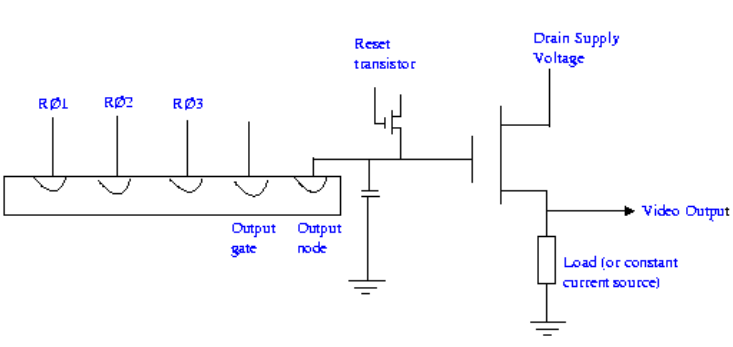 Drain Supply
Voltage
Reset
transistor
RØ1
RØ2
RØ3
Video Output
Output
gate
Output
node
Load (or constant
current source)